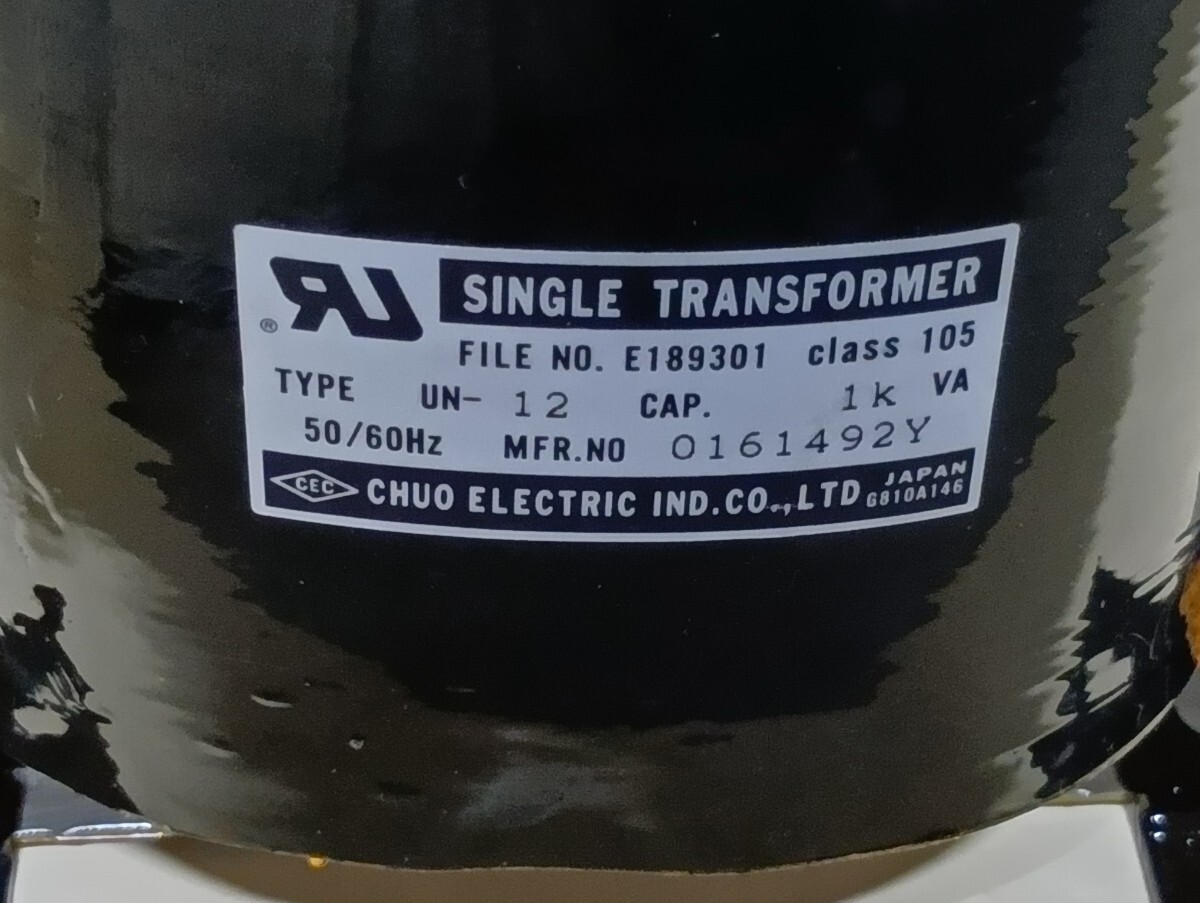 SINGLE TRANSFORMER
®
FILE NO. E189301 class 105
TYPE UN- 12 CAP. 1k VA
50/60Hz MFR.NO 0161492Y
CEC CHUO ELECTRIC IND.CO.,LTD JAPAN
G810A146